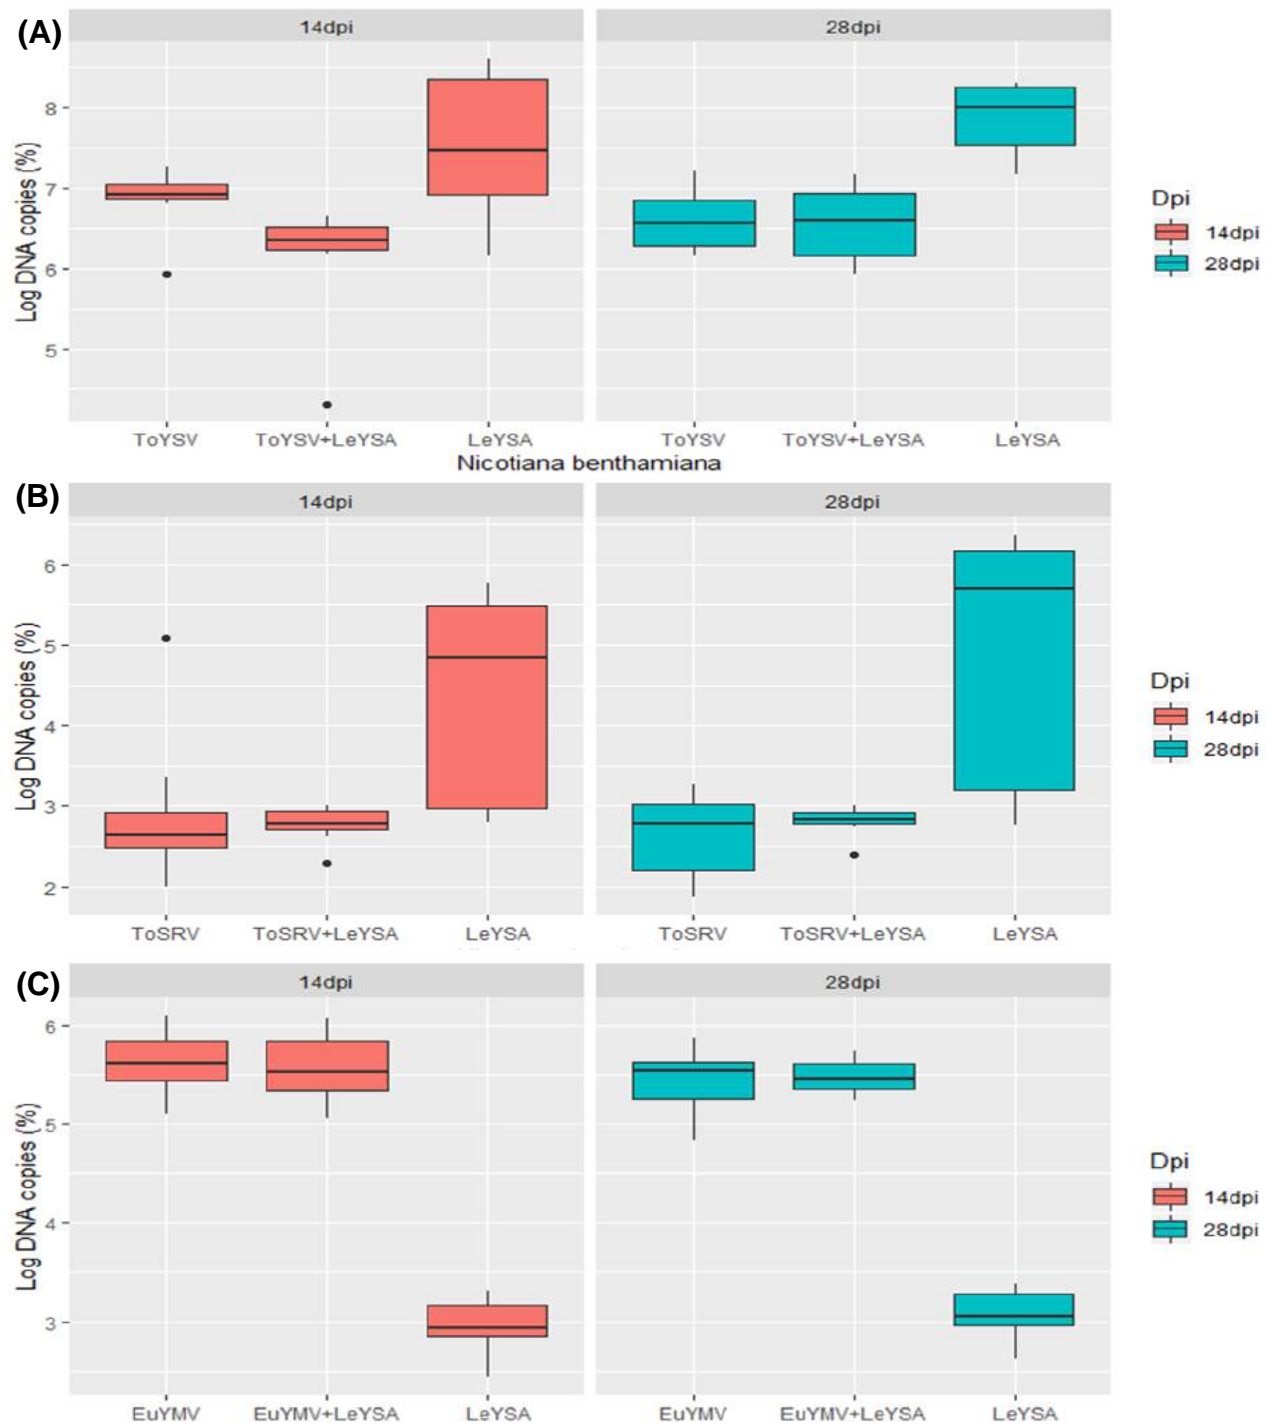 (A)
14dpi
28dpi
Log DNA copies (%)
8
7
6
5
ToYSV
ToYSV+LeYSA
LeYSA
ToYSV
ToYSV+LeYSA
LeYSA
Nicotiana benthamiana
Dpi
14dpi
28dpi
(B)
14dpi
28dpi
Log DNA copies (%)
6
5
4
3
2
ToSRV
ToSRV+LeYSA
LeYSA
ToSRV
ToSRV+LeYSA
LeYSA
Dpi
14dpi
28dpi
(C)
14dpi
28dpi
Log DNA copies (%)
6
5
4
3
EuYMV
EuYMV+LeYSA
LeYSA
EuYMV
EuYMV+LeYSA
LeYSA
Dpi
14dpi
28dpi